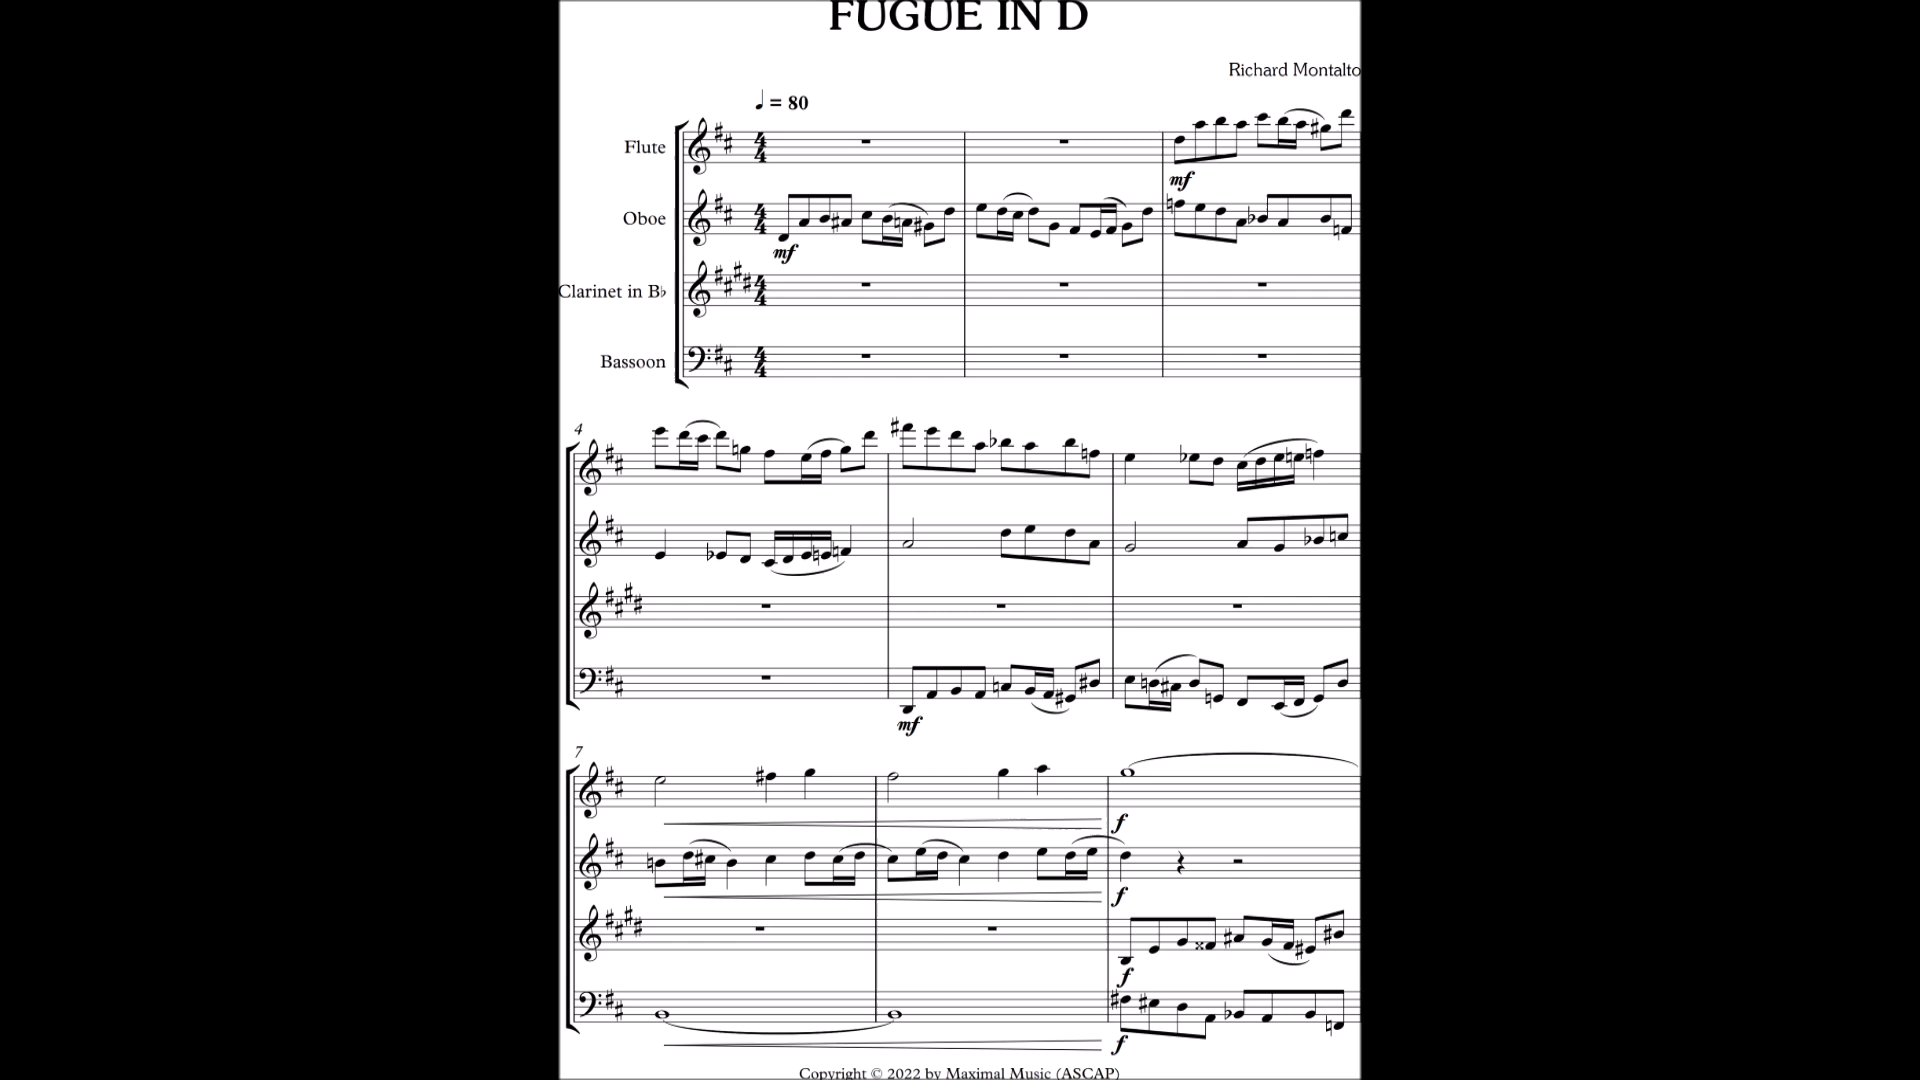 FUGUE IN D
Richard Montalto
♩ = 80
Flute
mf
Oboe
mf
Clarinet in B♭
Bassoon
4
mf
7
f
f
f
f
Copyright © 2022 by Maximal Music (ASCAP)